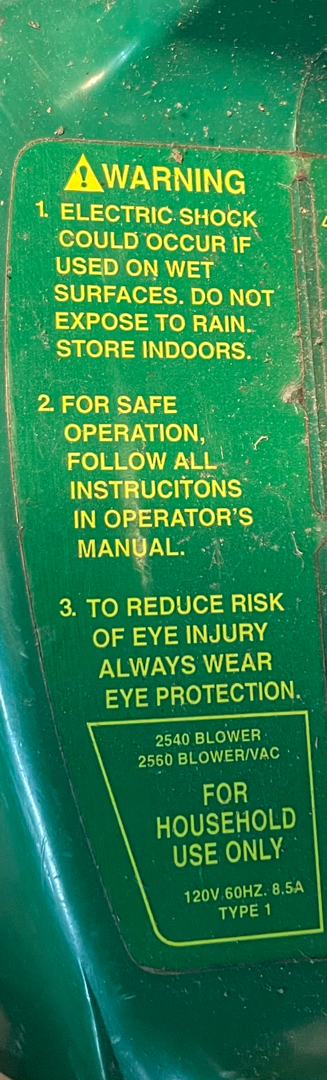 WARNING
1. ELECTRIC SHOCK
COULD OCCUR IF
USED ON WET
SURFACES. DO NOT
EXPOSE TO RAIN.
STORE INDOORS.
2. FOR SAFE
OPERATION,
FOLLOW ALL
INSTRUCITONS
IN OPERATOR'S
MANUAL.
3. TO REDUCE RISK
OF EYE INJURY
ALWAYS WEAR
EYE PROTECTION.
2540 BLOWER
2560 BLOWER/VAC
FOR
HOUSEHOLD
USE ONLY
120V 60HZ. 8.5A
TYPE 1